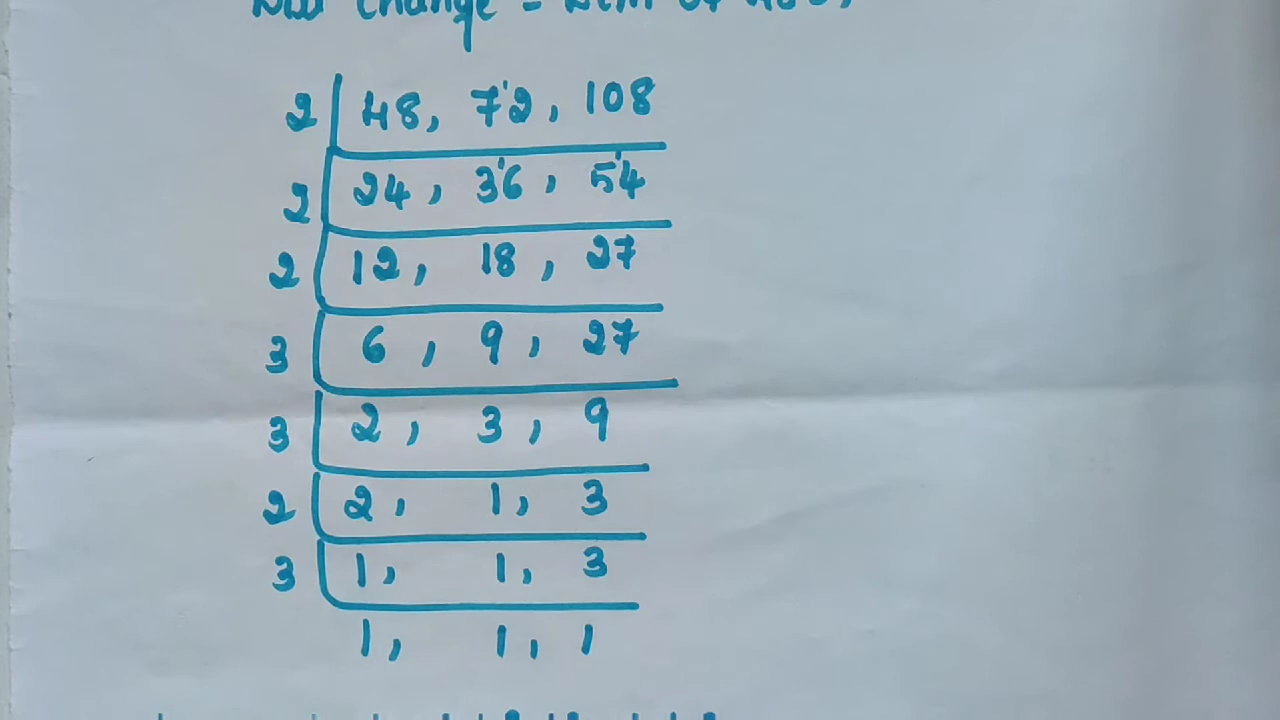 change =
2 | 48, 72, 108
2 | 24, 36, 54
2 | 12, 18, 27
3 | 6, 9, 27
3 | 2, 3, 9
2 | 2, 1, 3
3 | 1, 1, 3
1, 1, 1